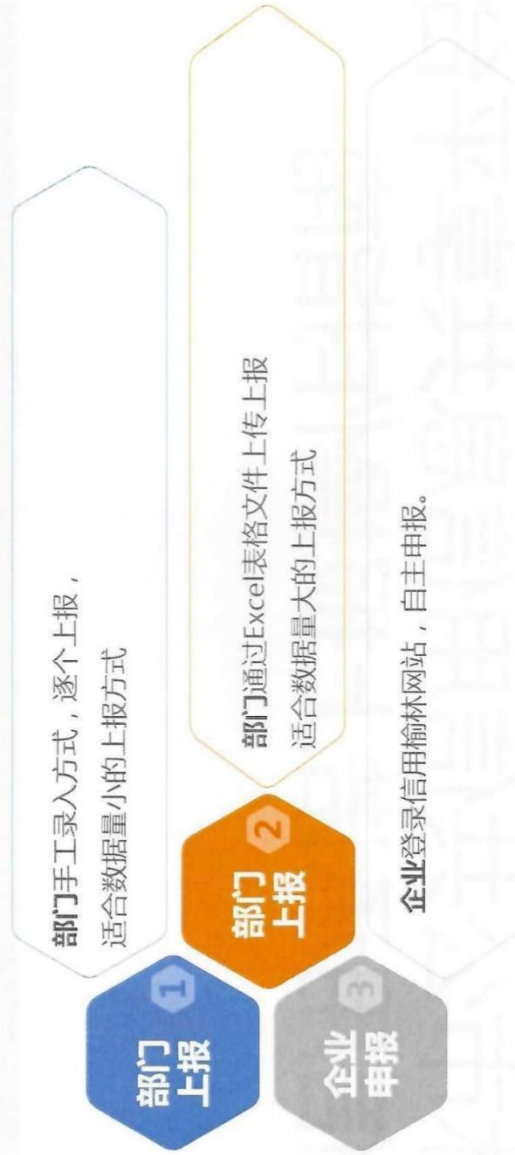 部门
上报
1
部门手工录入方式，逐个上报，
适合数据量小的上报方式
部门
上报
2
部门通过Excel表格文件上传上报
适合数据量大的上报方式
企业
申报
3
企业登录信用榆林网站，自主申报。